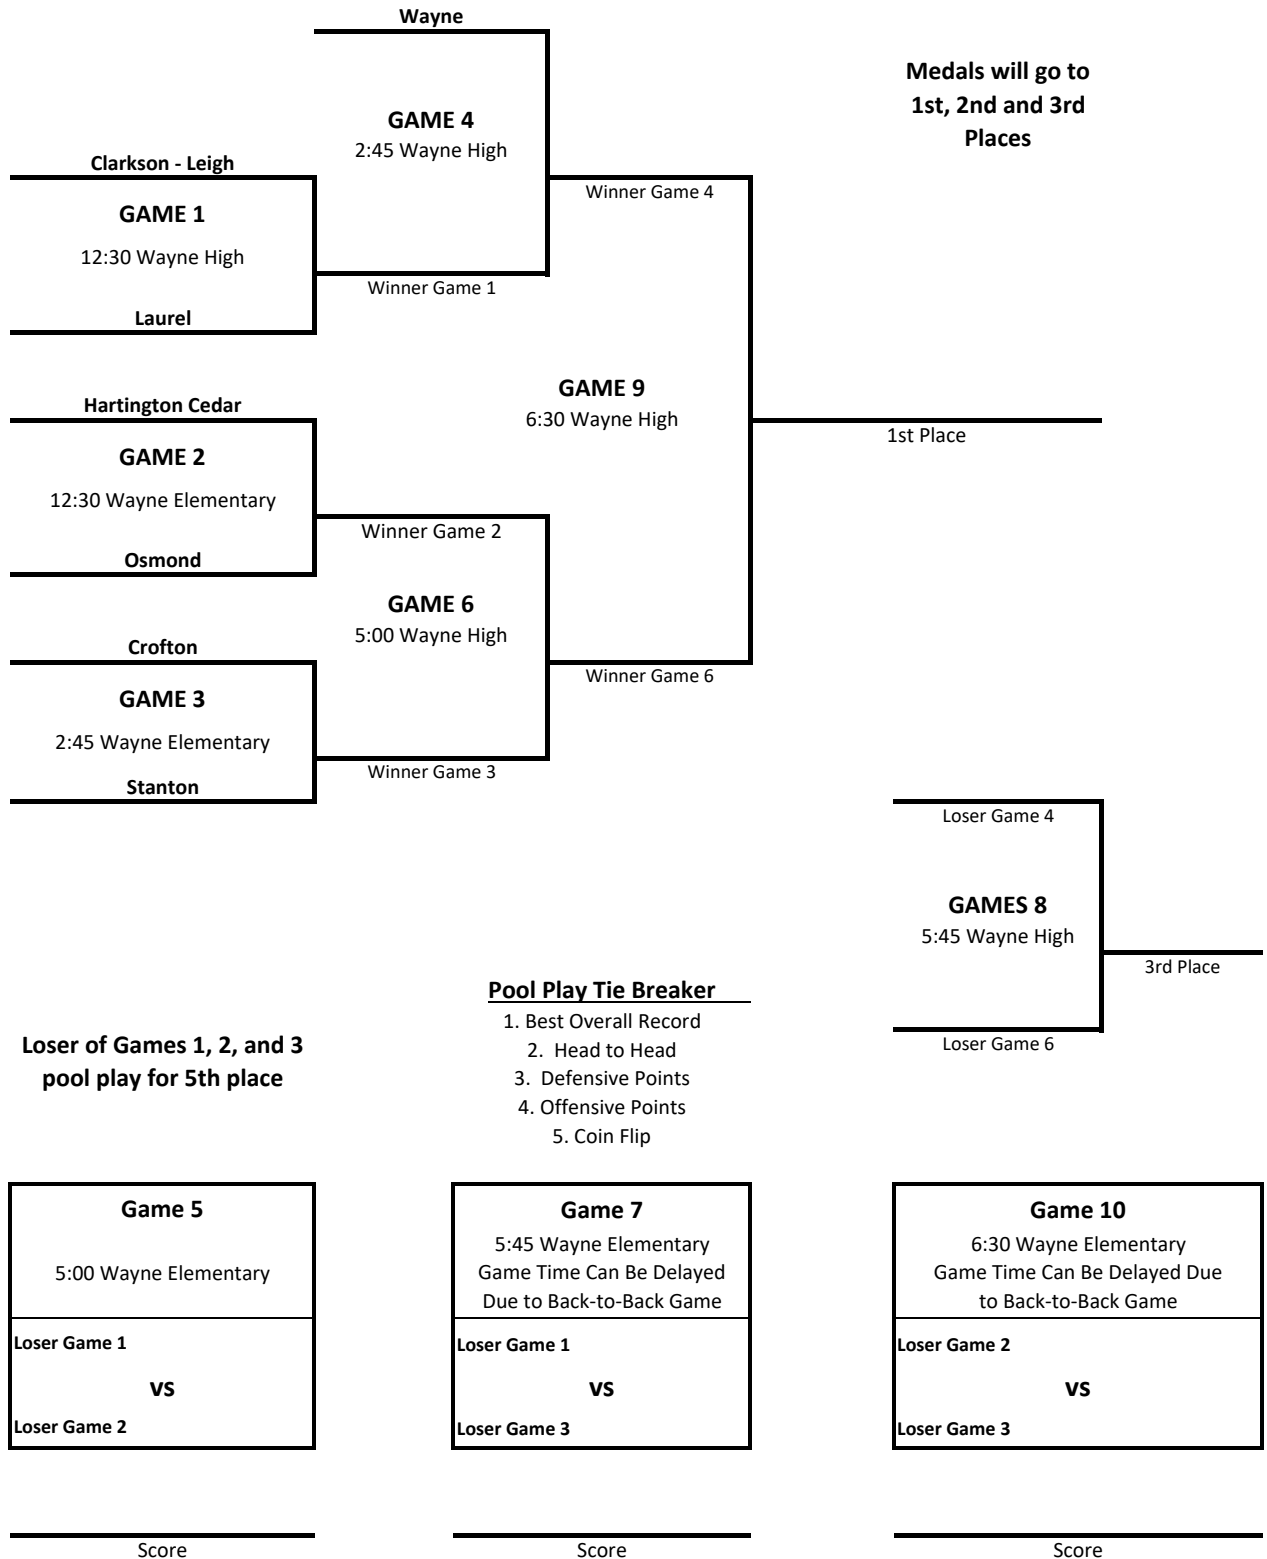 Wayne
Medals will go to
1st, 2nd and 3rd
Places
GAME 4
2:45 Wayne High
Clarkson - Leigh
Winner Game 4
GAME 1
12:30 Wayne High
Winner Game 1
Laurel
GAME 9
6:30 Wayne High
Hartington Cedar
1st Place
GAME 2
12:30 Wayne Elementary
Winner Game 2
Osmond
GAME 6
5:00 Wayne High
Crofton
Winner Game 6
GAME 3
2:45 Wayne Elementary
Winner Game 3
Stanton
Loser Game 4
GAMES 8
5:45 Wayne High
3rd Place
Loser Game 6
Pool Play Tie Breaker
1. Best Overall Record
2. Head to Head
3. Defensive Points
4. Offensive Points
5. Coin Flip
Loser of Games 1, 2, and 3
pool play for 5th place
Game 5
5:00 Wayne Elementary
Loser Game 1
vs
Loser Game 2
Score
Game 7
5:45 Wayne Elementary
Game Time Can Be Delayed
Due to Back-to-Back Game
Loser Game 1
vs
Loser Game 3
Score
Game 10
6:30 Wayne Elementary
Game Time Can Be Delayed Due
to Back-to-Back Game
Loser Game 2
vs
Loser Game 3
Score